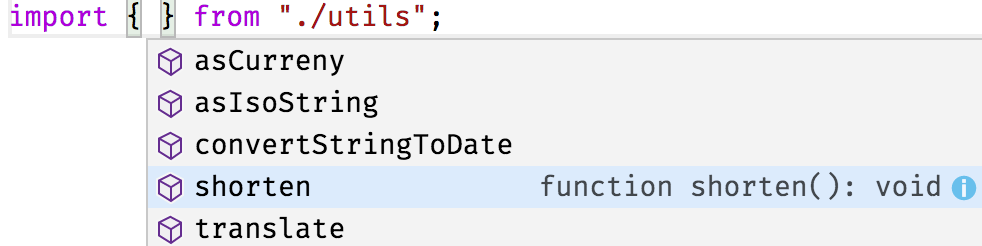 import { } from "./utils";
asCurreny
asIsoString
convertStringToDate
shorten function shorten(): void
translate